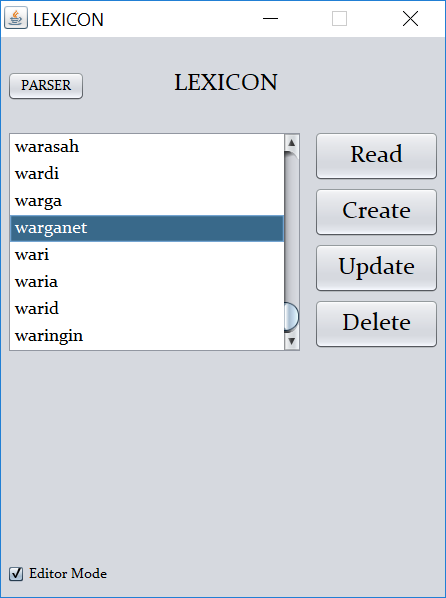 LEXICON
PARSER
LEXICON
warasah
wardi
warga
warganet
wari
waria
warid
waringin
Read
Create
Update
Delete
Editor Mode